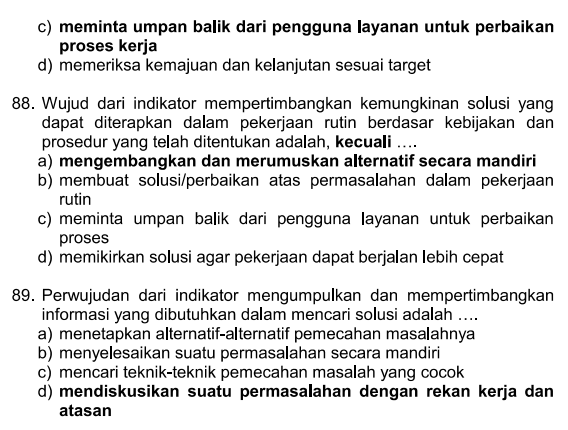 c) meminta umpan balik dari pengguna layanan untuk perbaikan
proses kerja
d) memeriksa kemajuan dan kelanjutan sesuai target
88. Wujud dari indikator mempertimbangkan kemungkinan solusi yang
dapat diterapkan dalam pekerjaan rutin berdasar kebijakan dan
prosedur yang telah ditentukan adalah, kecuali ....
a) mengembangkan dan merumuskan alternatif secara mandiri
b) membuat solusi/perbaikan atas permasalahan dalam pekerjaan
rutin
c) meminta umpan balik dari pengguna layanan untuk perbaikan
proses
d) memikirkan solusi agar pekerjaan dapat berjalan lebih cepat
89. Perwujudan dari indikator mengumpulkan dan mempertimbangkan
informasi yang dibutuhkan dalam mencari solusi adalah ....
a) menetapkan alternatif-alternatif pemecahan masalahnya
b) menyelesaikan suatu permasalahan secara mandiri
c) mencari teknik-teknik pemecahan masalah yang cocok
d) mendiskusikan suatu permasalahan dengan rekan kerja dan
atasan